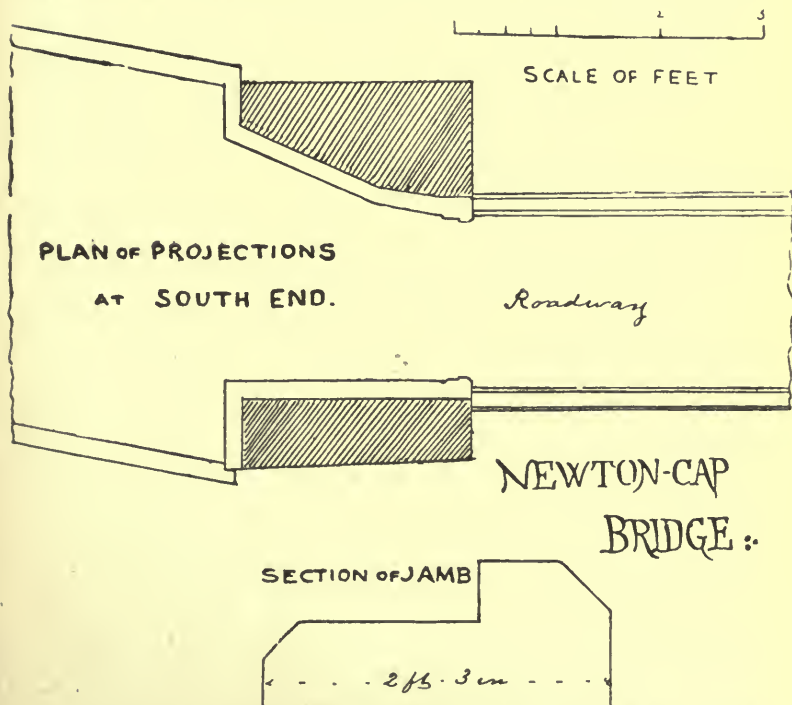 2 3
SCALE OF FEET
PLAN OF PROJECTIONS
AT SOUTH END.
Roadway
NEWTON-CAP
BRIDGE :.
SECTION OF JAMB
2 ft. 3 in